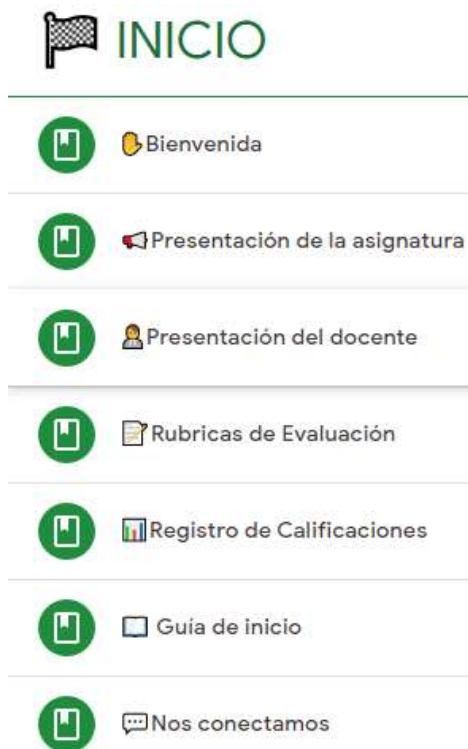 INICIO
Bienvenida
Presentación de la asignatura
Presentación del docente
Rubricas de Evaluación
Registro de Calificaciones
Guía de inicio
Nos conectamos